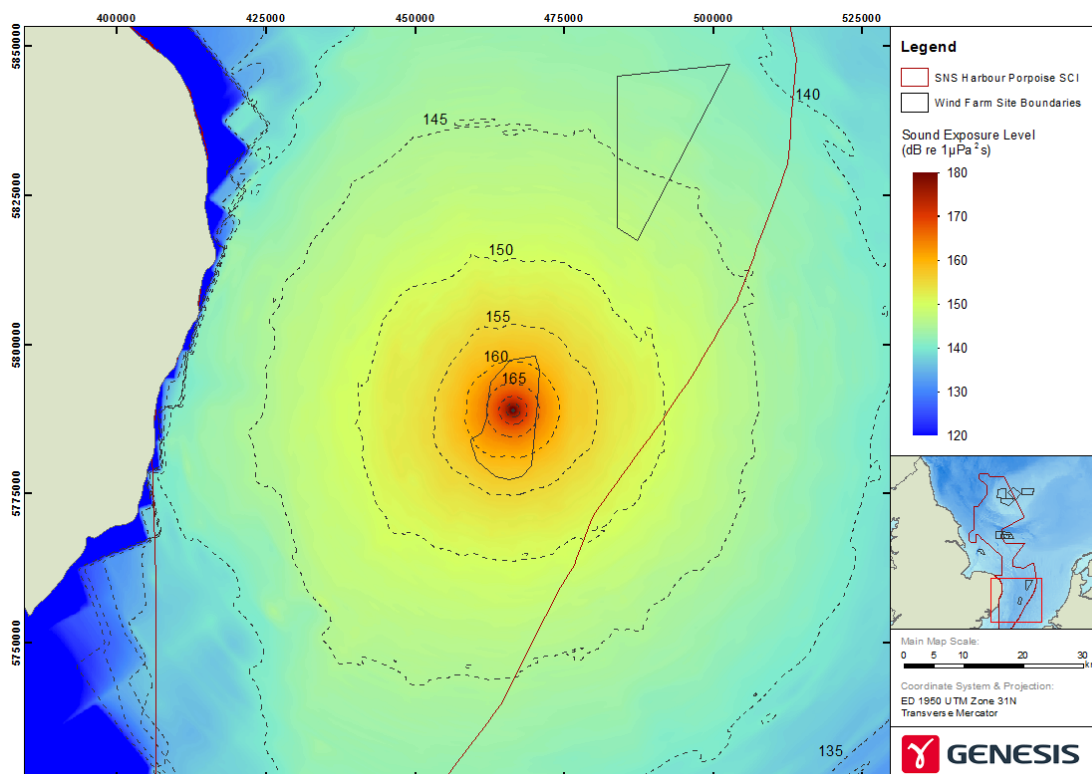 400000 425000 450000 475000 500000 525000
5850000
5825000
5800000
5775000
5750000
140
145
150
155
160
165
135
Legend
SNS Harbour Porpoise SCI
Wind Farm Site Boundaries
Sound Exposure Level
(dB re 1µPa²s)
180
170
160
150
140
130
120
Main Map Scale:
0 5 10 20 30
km
Coordinate System & Projection:
ED 1950 UTM Zone 31N
Transverse Mercator
GENESIS